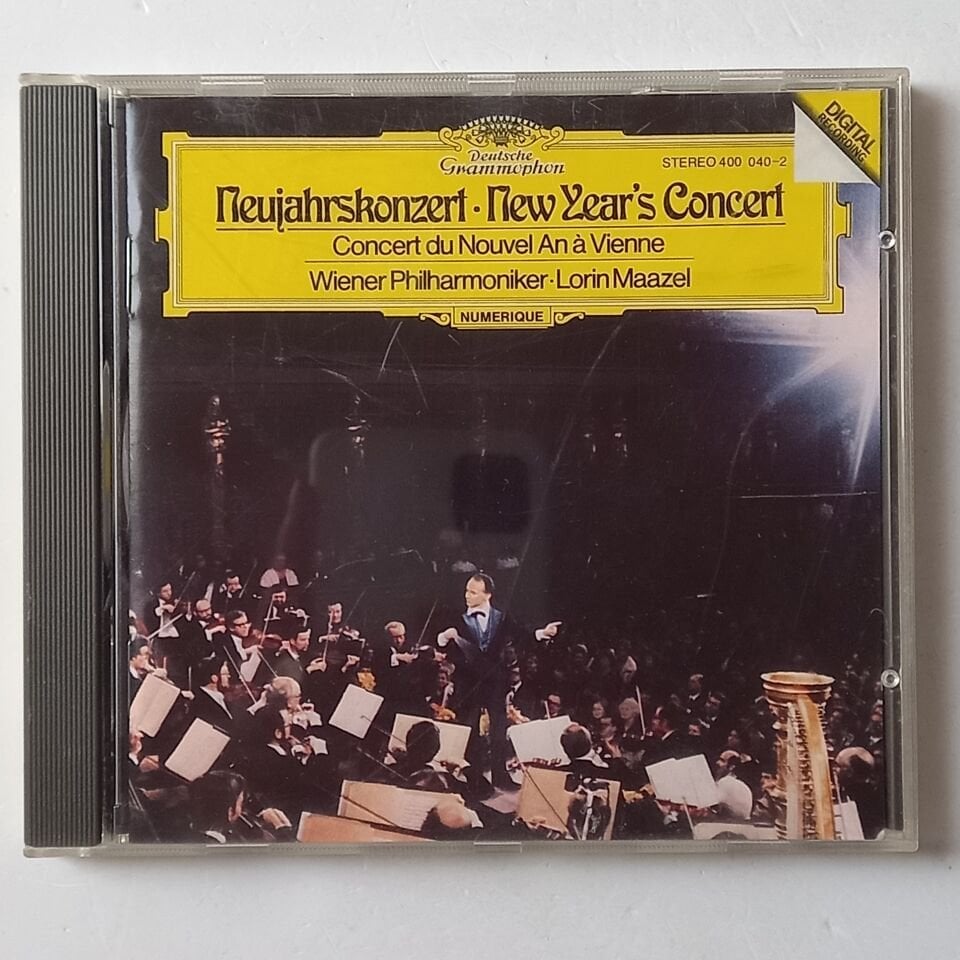 DIGITAL
RECORDING
Deutsche
Grammophon
STEREO 400 040-2
Neujahrskonzert · New Year's Concert
Concert du Nouvel An à Vienne
Wiener Philharmoniker · Lorin Maazel
NUMERIQUE